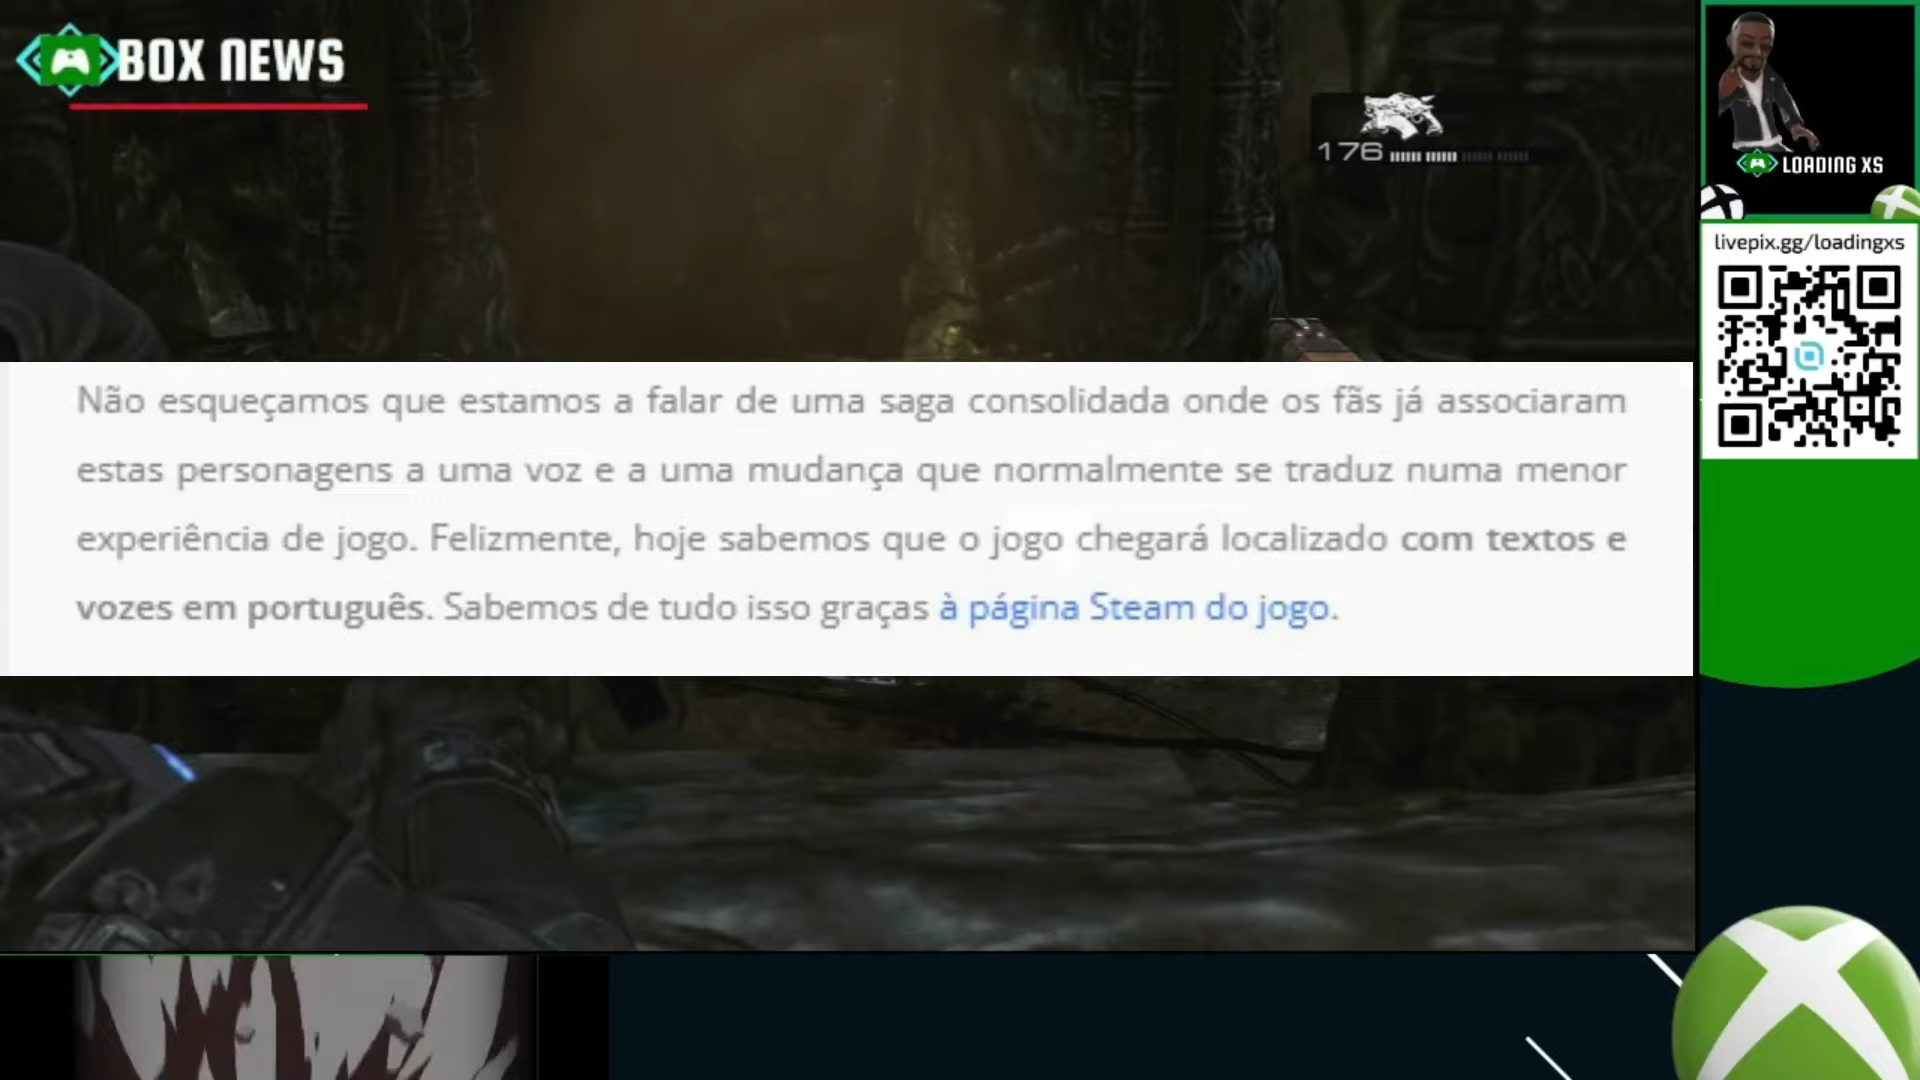 BOX NEWS
176
LOADING XS
livepix.gg/loadingxs
Não esqueçamos que estamos a falar de uma saga consolidada onde os fãs já associaram
estas personagens a uma voz e a uma mudança que normalmente se traduz numa menor
experiência de jogo. Felizmente, hoje sabemos que o jogo chegará localizado com textos e
vozes em português. Sabemos de tudo isso graças à página Steam do jogo.